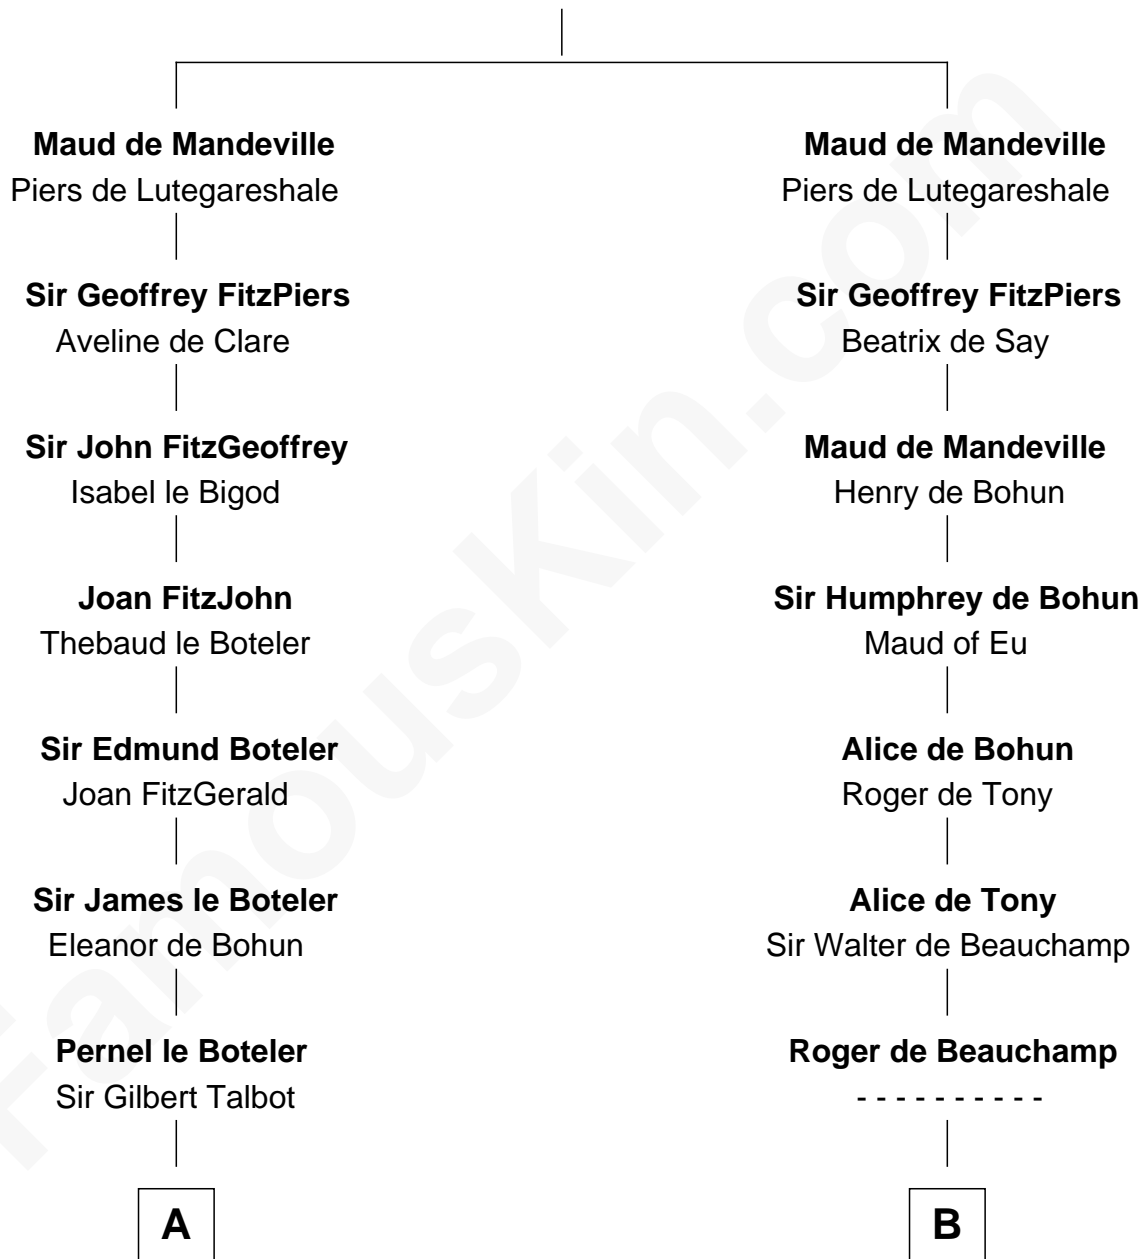 Maud de Mandeville
Piers de Lutegareshale
Sir Geoffrey FitzPiers
Aveline de Clare
Sir John FitzGeoffrey
Isabel le Bigod
Joan FitzJohn
Thebaud le Boteler
Sir Edmund Boteler
Joan FitzGerald
Sir James le Boteler
Eleanor de Bohun
Pernel le Boteler
Sir Gilbert Talbot
A
Maud de Mandeville
Piers de Lutegareshale
Sir Geoffrey FitzPiers
Beatrix de Say
Maud de Mandeville
Henry de Bohun
Sir Humphrey de Bohun
Maud of Eu
Alice de Bohun
Roger de Tony
Alice de Tony
Sir Walter de Beauchamp
Roger de Beauchamp
- - - - - - - - - -
B
FamousKin.com